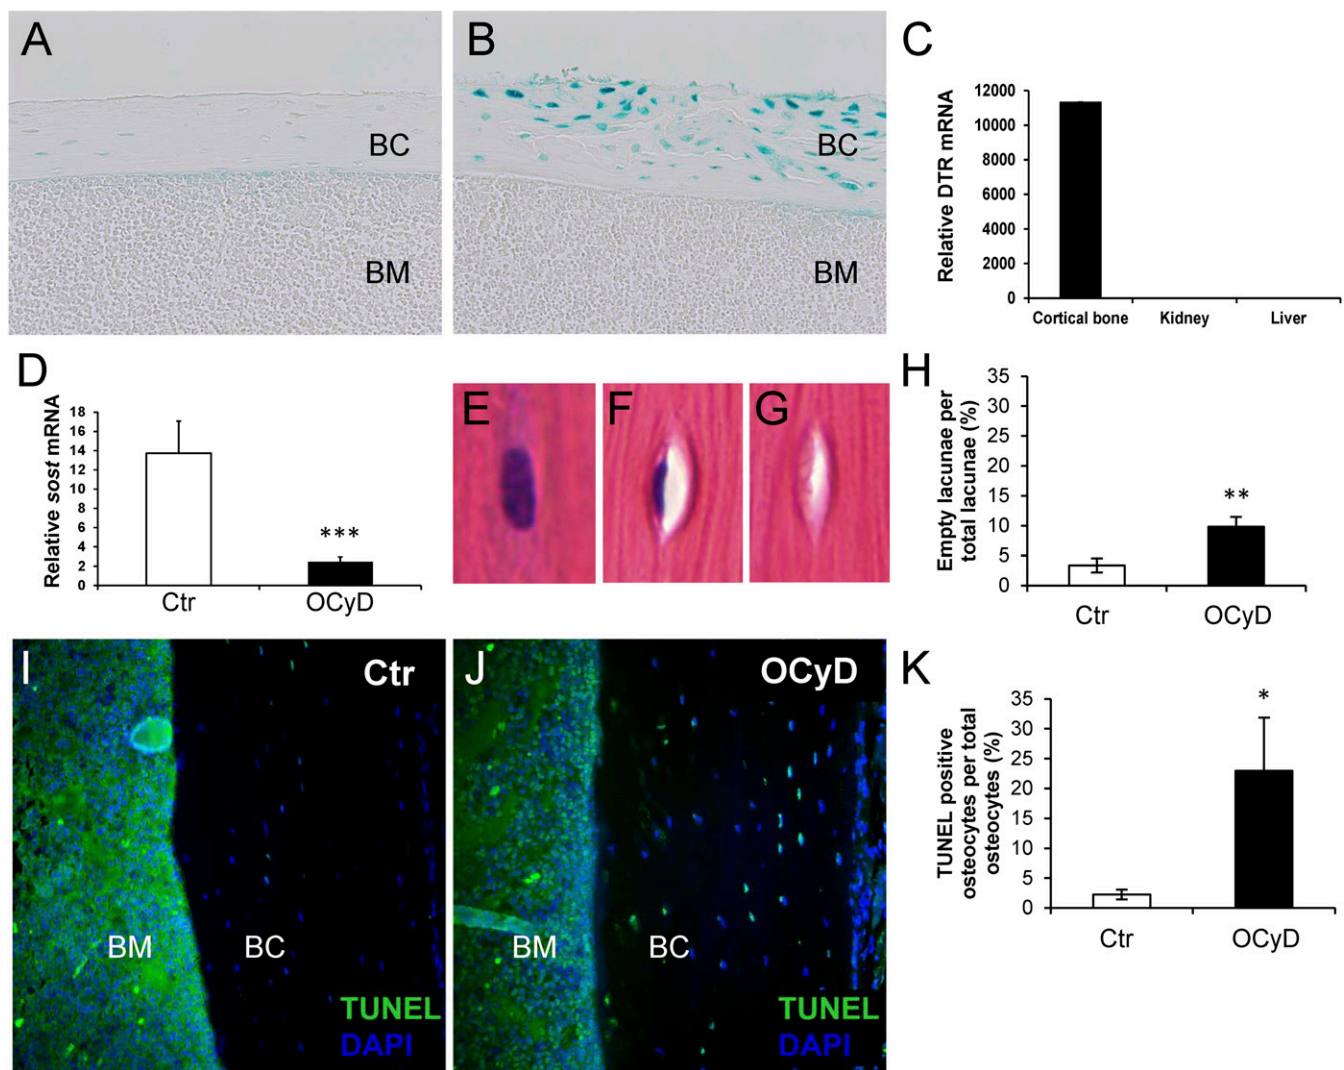 A
BC
BM
B
BC
BM
C
Relative DTR mRNA
12000
10000
8000
6000
4000
2000
0
Cortical bone
Kidney
Liver
D
Relative sost mRNA
18
16
14
12
10
8
6
4
2
0
***
Ctr
OCyD
E
F
G
H
Empty lacunae per
total lacunae (%)
35
30
25
20
15
10
5
0
**
Ctr
OCyD
I
Ctr
BM
BC
TUNEL
DAPI
J
OCyD
BM
BC
TUNEL
DAPI
K
TUNEL positive
osteocytes per total
osteocytes (%)
35
30
25
20
15
10
5
0
*
Ctr
OCyD